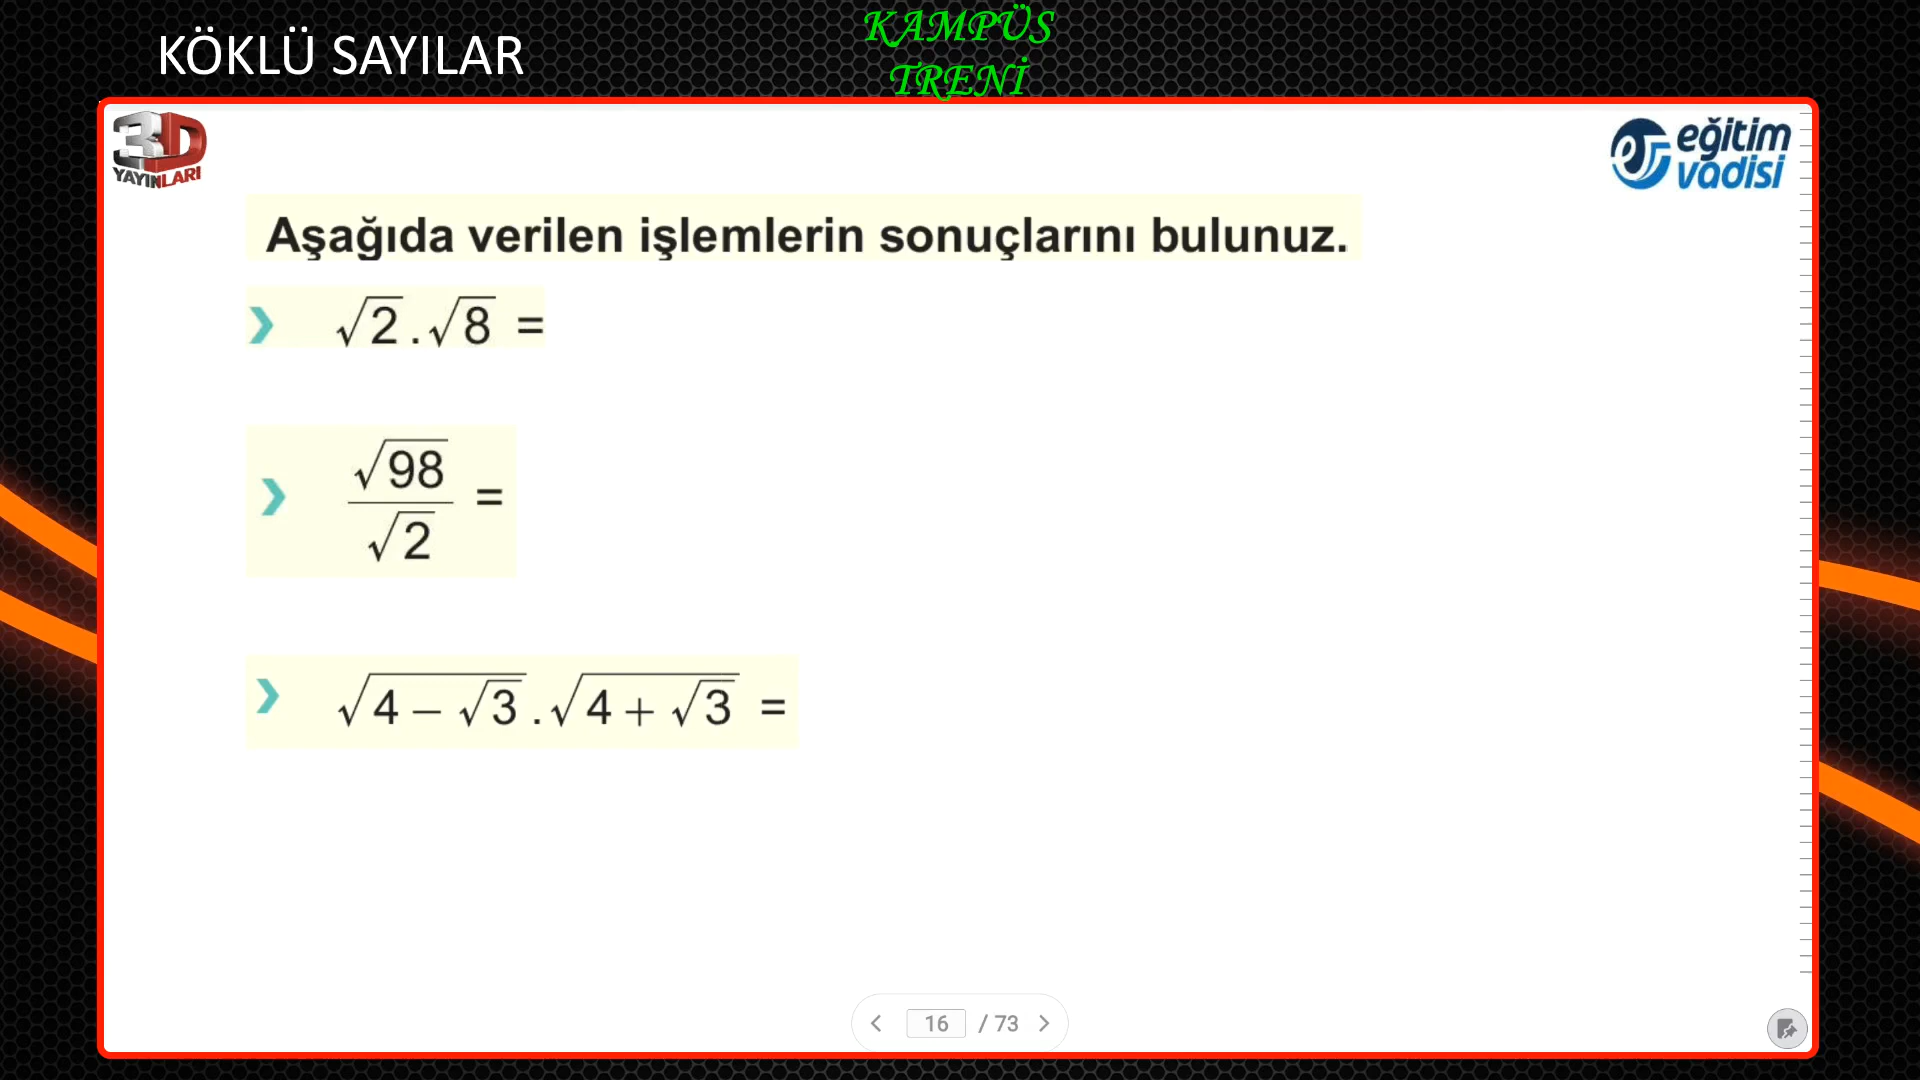 KÖKLÜ SAYILAR
KAMPÜS
TRENİ
3D
YAYINLARI
eğitim
vadisi
Aşağıda verilen işlemlerin sonuçlarını bulunuz.
√2 . √8 =
√98
√2
=
√(4 − √3) . √(4 + √3) =
16 / 73